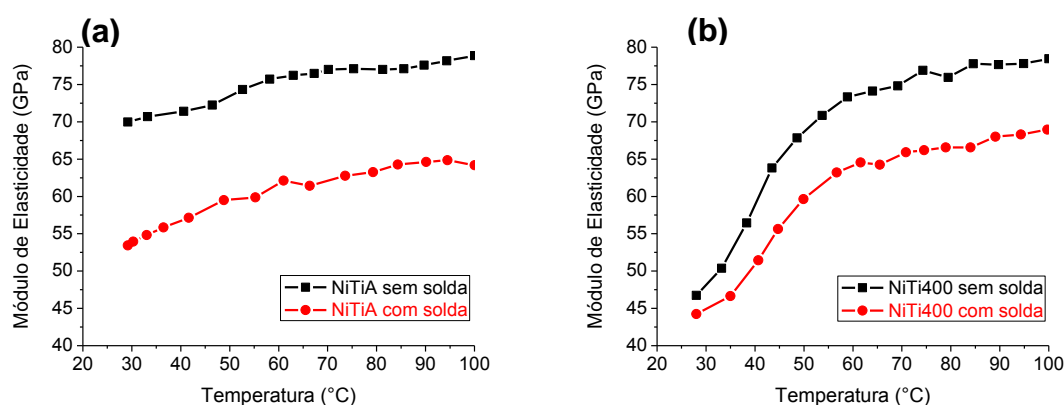 (a)
80
75
70
65
60
55
50
45
40
Módulo de Elasticidade (GPa)
NiTiA sem solda
NiTiA com solda
20 30 40 50 60 70 80 90 100
Temperatura (°C)
(b)
80
75
70
65
60
55
50
45
40
Módulo de Elasticidade (GPa)
NiTi400 sem solda
NiTi400 com solda
20 30 40 50 60 70 80 90 100
Temperatura (°C)